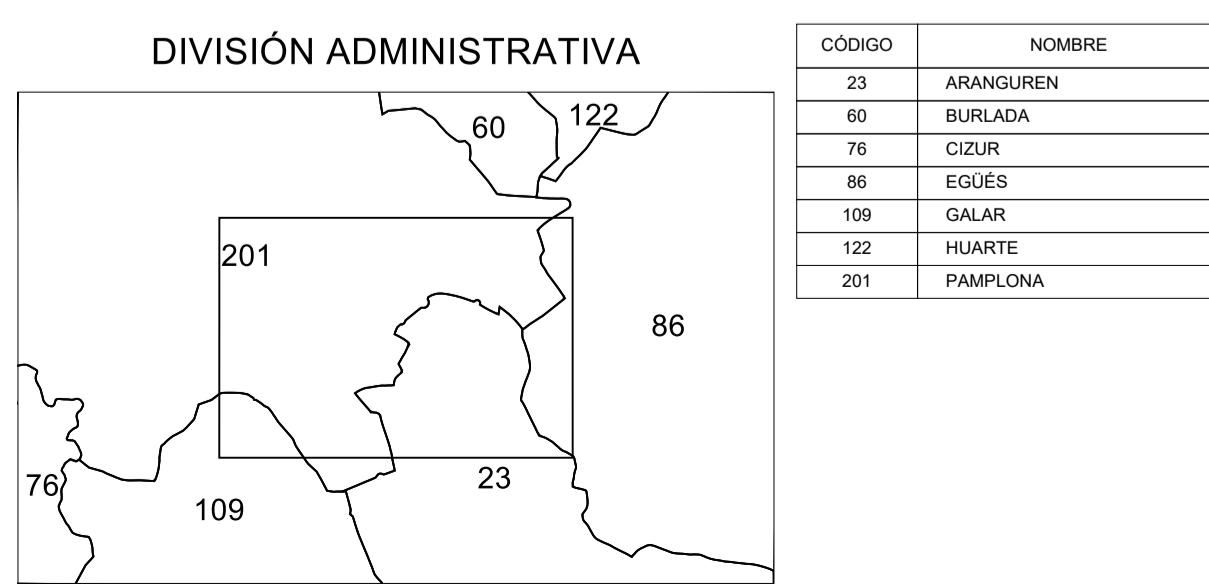 DIVISIÓN ADMINISTRATIVA
60
122
201
86
76
109
23
CÓDIGO NOMBRE
23 ARANGUREN
60 BURLADA
76 CIZUR
86 EGÜÉS
109 GALAR
122 HUARTE
201 PAMPLONA